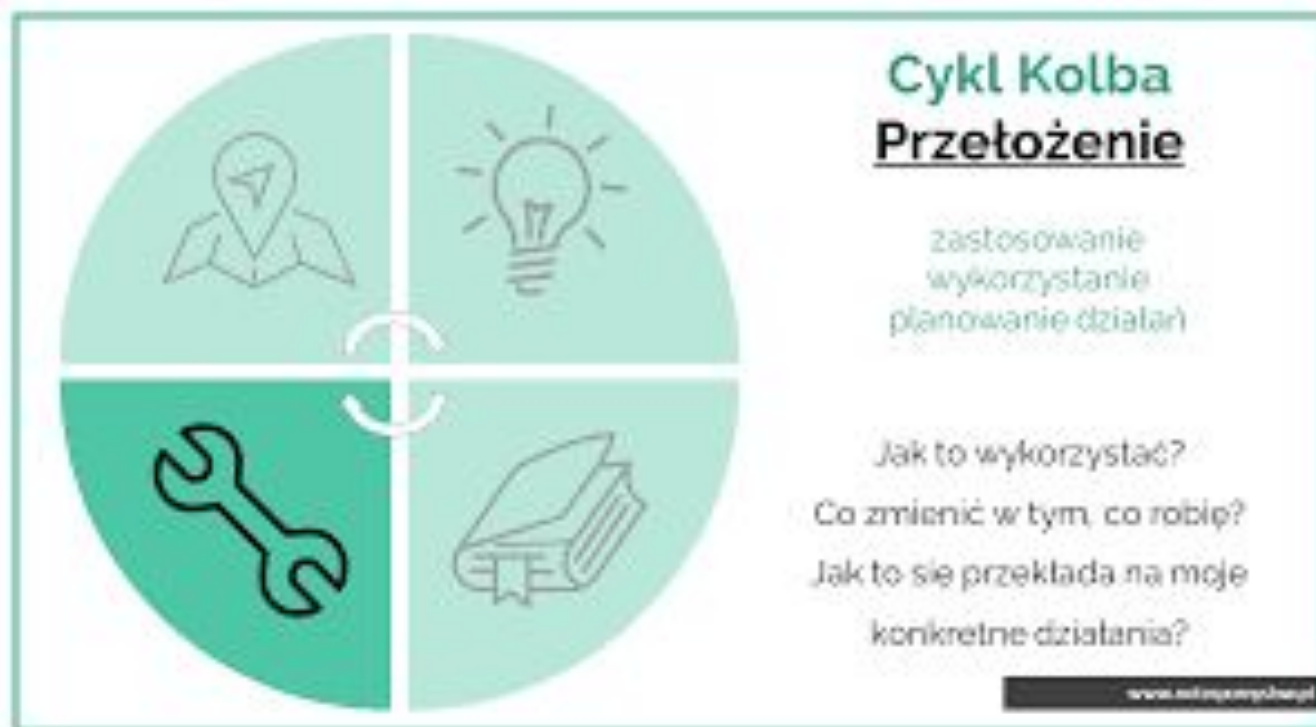 Cykl Kolba
Przełożenie
zastosowanie
wykorzystanie
planowanie działań
Jak to wykorzystać?
Co zmienić w tym, co robię?
Jak to się przekłada na moje
konkretne działania?